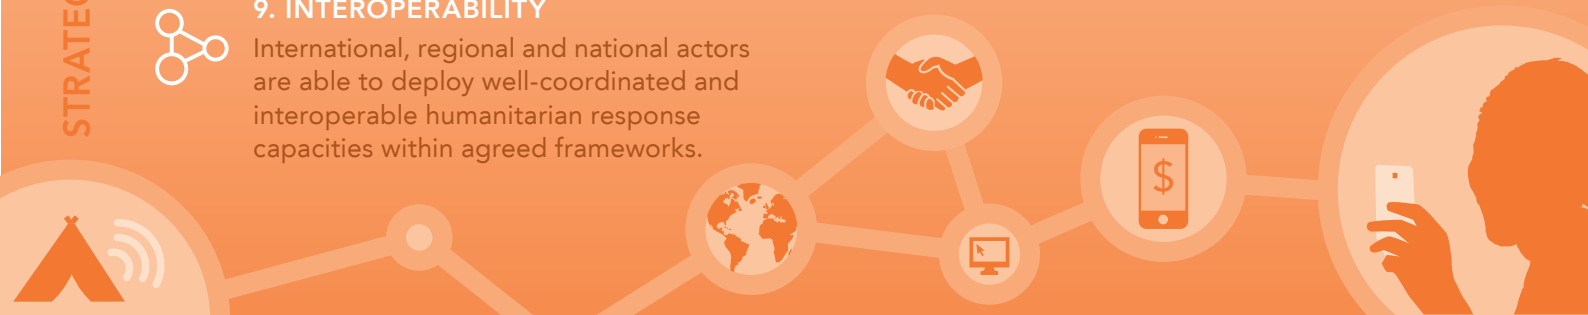 9. INTEROPERABILITY
International, regional and national actors
are able to deploy well-coordinated and
interoperable humanitarian response
capacities within agreed frameworks.
$